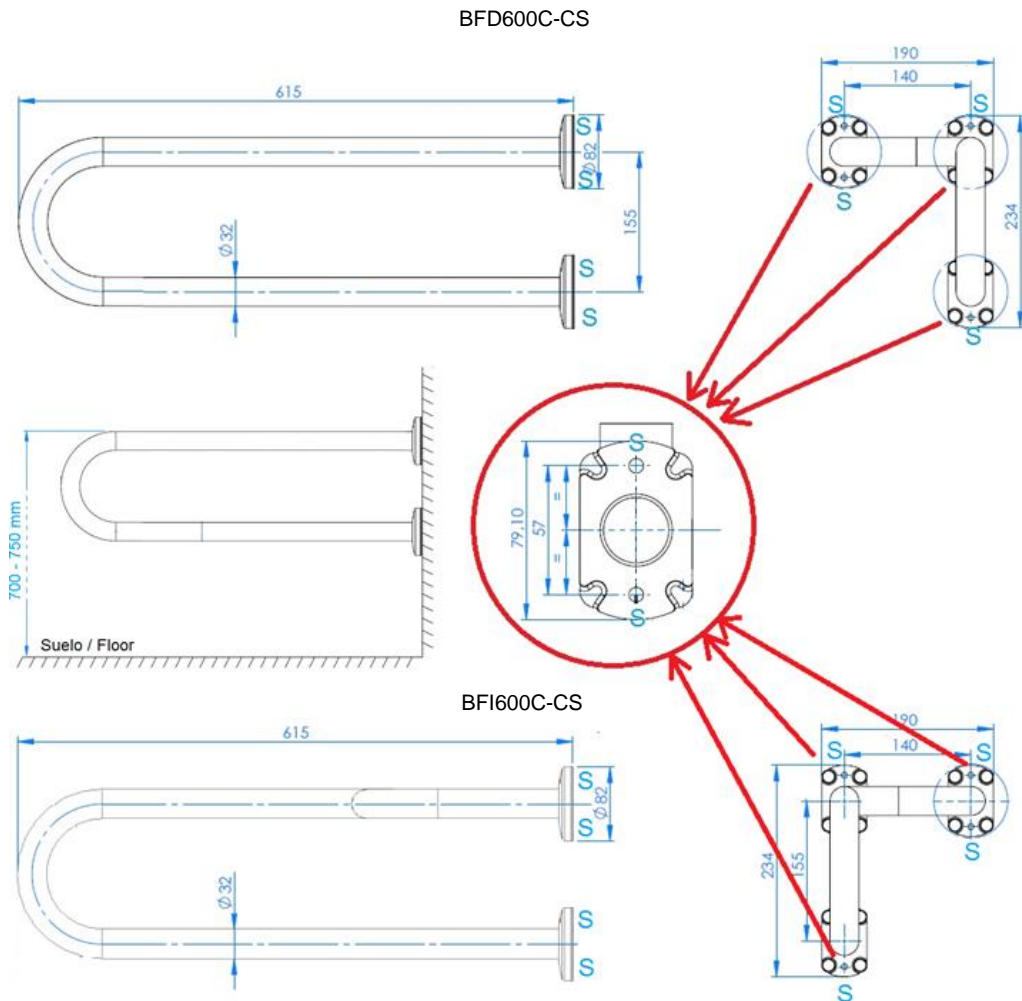 BFD600C-CS
615
S
Ø82
S
155
Ø32
S
S
190
140
S
S
S
234
S
700 - 750 mm
Suelo / Floor
S
79,10
57
=
=
S
BFI600C-CS
615
S
Ø82
S
Ø32
S
S
190
140
S
S
234
155
S
S